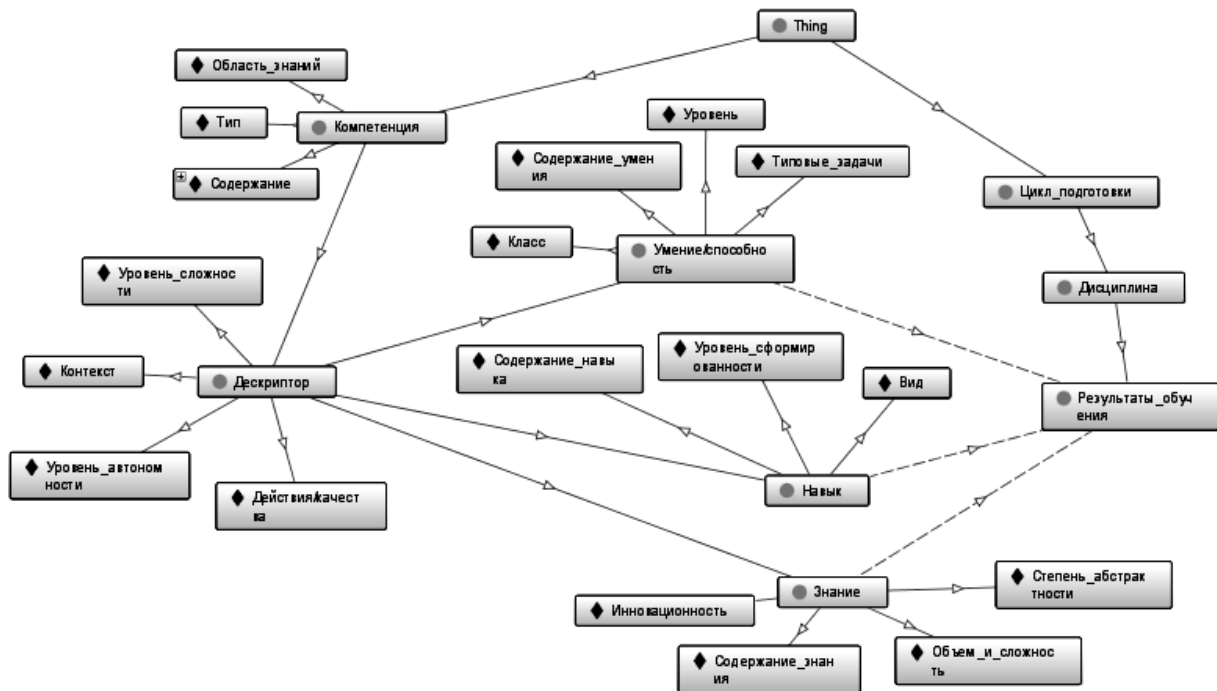 Thing
Область_знаний
Тип
Компетенция
Содержание
Уровень
Содержание_умен
ия
Типовые_задачи
Цикл_подготовки
Класс
Умение/способно
сть
Уровень_сложнос
ти
Дисциплина
Контекст
Дескриптор
Содержание_навы
ка
Уровень_сформир
ованности
Вид
Результаты_обуч
ения
Уровень_автоном
ности
Действия/качест
ва
Навык
Инновационность
Знание
Степень_абстрак
тности
Содержание_знан
ия
Объем_и_сложнос
ть